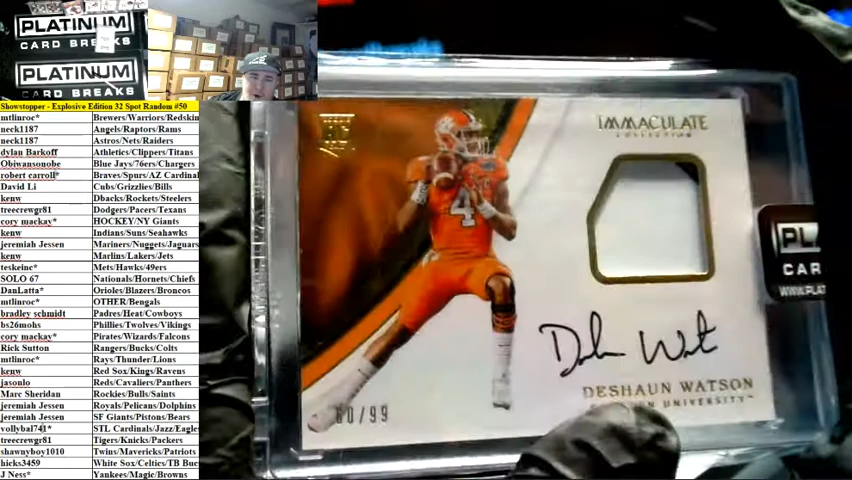 PLATINUM
CARD BREAKS
PLATINUM
CARD BREAKS
Showstopper - Explosive Edition 32 Spot Random #50
mtlinroc* Brewers/Warriors/Redskin
neck1187 Angels/Raptors/Rams
neck1187 Astros/Nets/Raiders
dylan Barkoff Athletics/Clippers/Titans
Obiwansonobe Blue Jays/76ers/Chargers
robert carroll* Braves/Spurs/AZ Cardinal
David Li Cubs/Grizzlies/Bills
kenw Dbacks/Rockets/Steelers
treecrewgr81 Dodgers/Pacers/Texans
cory mackay* HOCKEY/NY Giants
kenw Indians/Suns/Seahawks
jeremiah Jessen Mariners/Nuggets/Jaguars
kenw Marlins/Lakers/Jets
teskeinc* Mets/Hawks/49ers
SOLO 67 Nationals/Hornets/Chiefs
DanLatta* Orioles/Blazers/Broncos
mtlinroc* OTHER/Bengals
bradley schmidt Padres/Heat/Cowboys
bs26mohs Phillies/Twolves/Vikings
cory mackay* Pirates/Wizards/Falcons
Rick Sutton Rangers/Bucks/Colts
mtlinroc* Rays/Thunder/Lions
kenw Red Sox/Kings/Ravens
jasonlo Reds/Cavaliers/Panthers
Marc Sheridan Rockies/Bulls/Saints
jeremiah Jessen Royals/Pelicans/Dolphins
jeremiah Jessen SF Giants/Pistons/Bears
vollybal741* STL Cardinals/Jazz/Eagle
treecrewgr81 Tigers/Knicks/Packers
shawnyboy1010 Twins/Mavericks/Patriots
hicks3459 White Sox/Celtics/TB Buc
J Ness* Yankees/Magic/Browns
IMMACULATE
COLLECTION
4
DESHAUN WATSON
UNIVERSITY
60/99
PL
CAR
WWW.PLAT